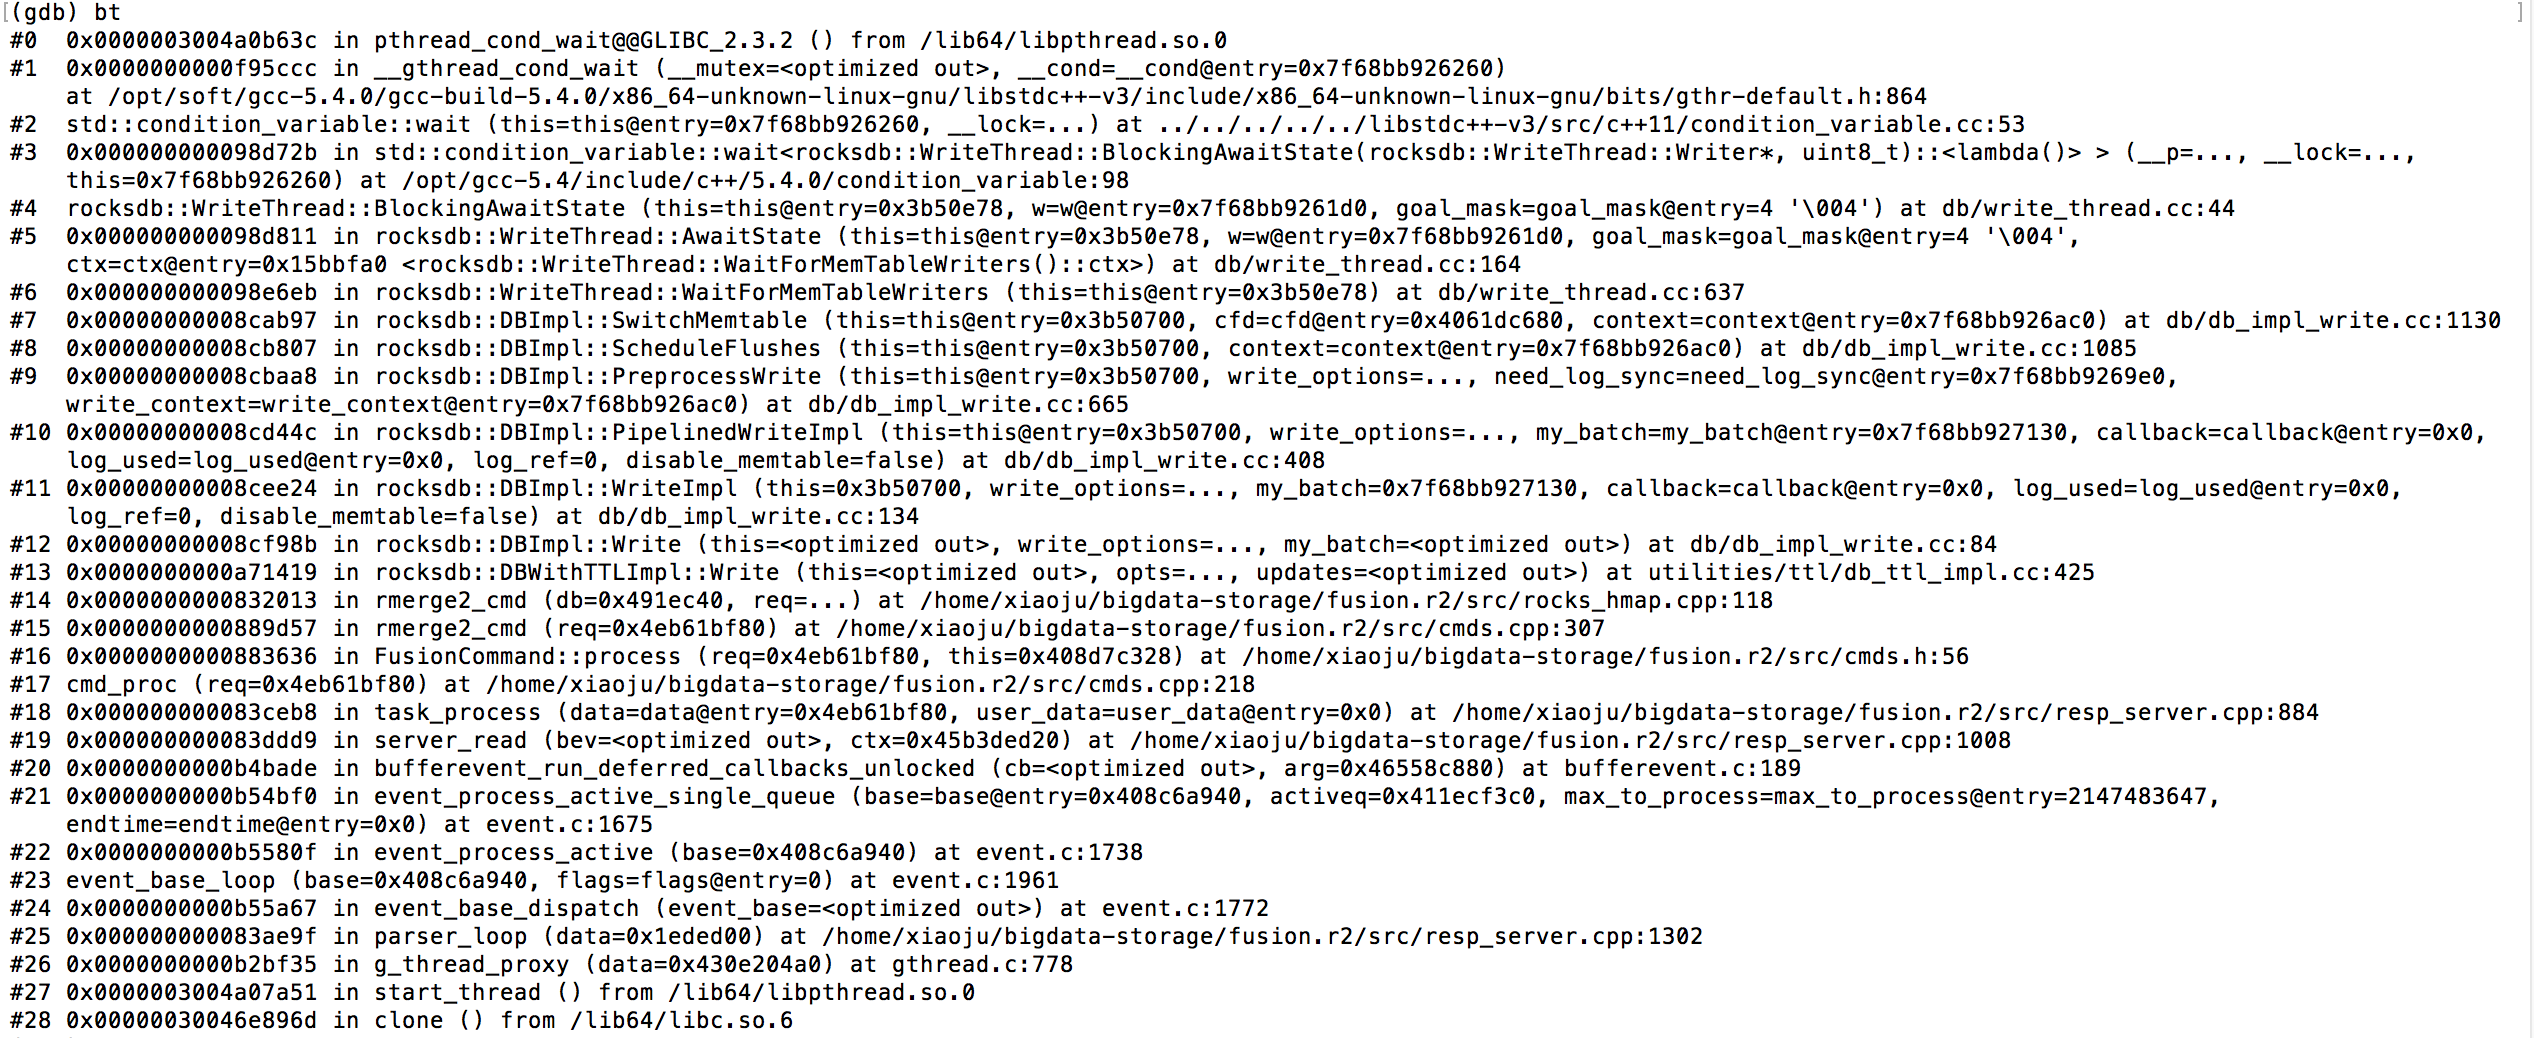 [(gdb) bt ]
#0  0x0000003004a0b63c in pthread_cond_wait@@GLIBC_2.3.2 () from /lib64/libpthread.so.0
#1  0x0000000000f95ccc in __gthread_cond_wait (__mutex=<optimized out>, __cond=__cond@entry=0x7f68bb926260)
    at /opt/soft/gcc-5.4.0/gcc-build-5.4.0/x86_64-unknown-linux-gnu/libstdc++-v3/include/x86_64-unknown-linux-gnu/bits/gthr-default.h:864
#2  std::condition_variable::wait (this=this@entry=0x7f68bb926260, __lock=...) at ../../../../../libstdc++-v3/src/c++11/condition_variable.cc:53
#3  0x000000000098d72b in std::condition_variable::wait<rocksdb::WriteThread::BlockingAwaitState(rocksdb::WriteThread::Writer*, uint8_t)::<lambda()> > (__p=..., __lock=...,
    this=0x7f68bb926260) at /opt/gcc-5.4/include/c++/5.4.0/condition_variable:98
#4  rocksdb::WriteThread::BlockingAwaitState (this=this@entry=0x3b50e78, w=w@entry=0x7f68bb9261d0, goal_mask=goal_mask@entry=4 '\004') at db/write_thread.cc:44
#5  0x000000000098d811 in rocksdb::WriteThread::AwaitState (this=this@entry=0x3b50e78, w=w@entry=0x7f68bb9261d0, goal_mask=goal_mask@entry=4 '\004',
    ctx=ctx@entry=0x15bbfa0 <rocksdb::WriteThread::WaitForMemTableWriters()::ctx>) at db/write_thread.cc:164
#6  0x000000000098e6eb in rocksdb::WriteThread::WaitForMemTableWriters (this=this@entry=0x3b50e78) at db/write_thread.cc:637
#7  0x00000000008cab97 in rocksdb::DBImpl::SwitchMemtable (this=this@entry=0x3b50700, cfd=cfd@entry=0x4061dc680, context=context@entry=0x7f68bb926ac0) at db/db_impl_write.cc:1130
#8  0x00000000008cb807 in rocksdb::DBImpl::ScheduleFlushes (this=this@entry=0x3b50700, context=context@entry=0x7f68bb926ac0) at db/db_impl_write.cc:1085
#9  0x00000000008cbaa8 in rocksdb::DBImpl::PreprocessWrite (this=this@entry=0x3b50700, write_options=..., need_log_sync=need_log_sync@entry=0x7f68bb9269e0,
    write_context=write_context@entry=0x7f68bb926ac0) at db/db_impl_write.cc:665
#10 0x00000000008cd44c in rocksdb::DBImpl::PipelinedWriteImpl (this=this@entry=0x3b50700, write_options=..., my_batch=my_batch@entry=0x7f68bb927130, callback=callback@entry=0x0,
    log_used=log_used@entry=0x0, log_ref=0, disable_memtable=false) at db/db_impl_write.cc:408
#11 0x00000000008cee24 in rocksdb::DBImpl::WriteImpl (this=0x3b50700, write_options=..., my_batch=0x7f68bb927130, callback=callback@entry=0x0, log_used=log_used@entry=0x0,
    log_ref=0, disable_memtable=false) at db/db_impl_write.cc:134
#12 0x00000000008cf98b in rocksdb::DBImpl::Write (this=<optimized out>, write_options=..., my_batch=<optimized out>) at db/db_impl_write.cc:84
#13 0x0000000000a71419 in rocksdb::DBWithTTLImpl::Write (this=<optimized out>, opts=..., updates=<optimized out>) at utilities/ttl/db_ttl_impl.cc:425
#14 0x0000000000832013 in rmerge2_cmd (db=0x491ec40, req=...) at /home/xiaoju/bigdata-storage/fusion.r2/src/rocks_hmap.cpp:118
#15 0x0000000000889d57 in rmerge2_cmd (req=0x4eb61bf80) at /home/xiaoju/bigdata-storage/fusion.r2/src/cmds.cpp:307
#16 0x0000000000883636 in FusionCommand::process (req=0x4eb61bf80, this=0x408d7c328) at /home/xiaoju/bigdata-storage/fusion.r2/src/cmds.h:56
#17 cmd_proc (req=0x4eb61bf80) at /home/xiaoju/bigdata-storage/fusion.r2/src/cmds.cpp:218
#18 0x000000000083ceb8 in task_process (data=data@entry=0x4eb61bf80, user_data=user_data@entry=0x0) at /home/xiaoju/bigdata-storage/fusion.r2/src/resp_server.cpp:884
#19 0x000000000083ddd9 in server_read (bev=<optimized out>, ctx=0x45b3ded20) at /home/xiaoju/bigdata-storage/fusion.r2/src/resp_server.cpp:1008
#20 0x0000000000b4bade in bufferevent_run_deferred_callbacks_unlocked (cb=<optimized out>, arg=0x46558c880) at bufferevent.c:189
#21 0x0000000000b54bf0 in event_process_active_single_queue (base=base@entry=0x408c6a940, activeq=0x411ecf3c0, max_to_process=max_to_process@entry=2147483647,
    endtime=endtime@entry=0x0) at event.c:1675
#22 0x0000000000b5580f in event_process_active (base=0x408c6a940) at event.c:1738
#23 event_base_loop (base=0x408c6a940, flags=flags@entry=0) at event.c:1961
#24 0x0000000000b55a67 in event_base_dispatch (event_base=<optimized out>) at event.c:1772
#25 0x000000000083ae9f in parser_loop (data=0x1eded00) at /home/xiaoju/bigdata-storage/fusion.r2/src/resp_server.cpp:1302
#26 0x0000000000b2bf35 in g_thread_proxy (data=0x430e204a0) at gthread.c:778
#27 0x0000003004a07a51 in start_thread () from /lib64/libpthread.so.0
#28 0x00000030046e896d in clone () from /lib64/libc.so.6